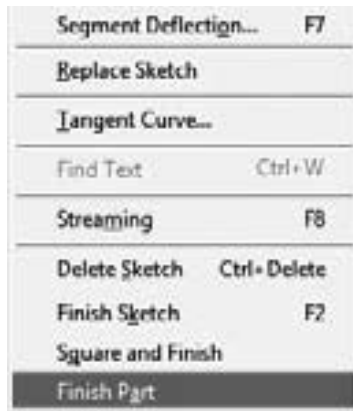 Segment Deflection... F7
Replace Sketch
Tangent Curve...
Find Text Ctrl+W
Streaming F8
Delete Sketch Ctrl+Delete
Finish Sketch F2
Square and Finish
Finish Part